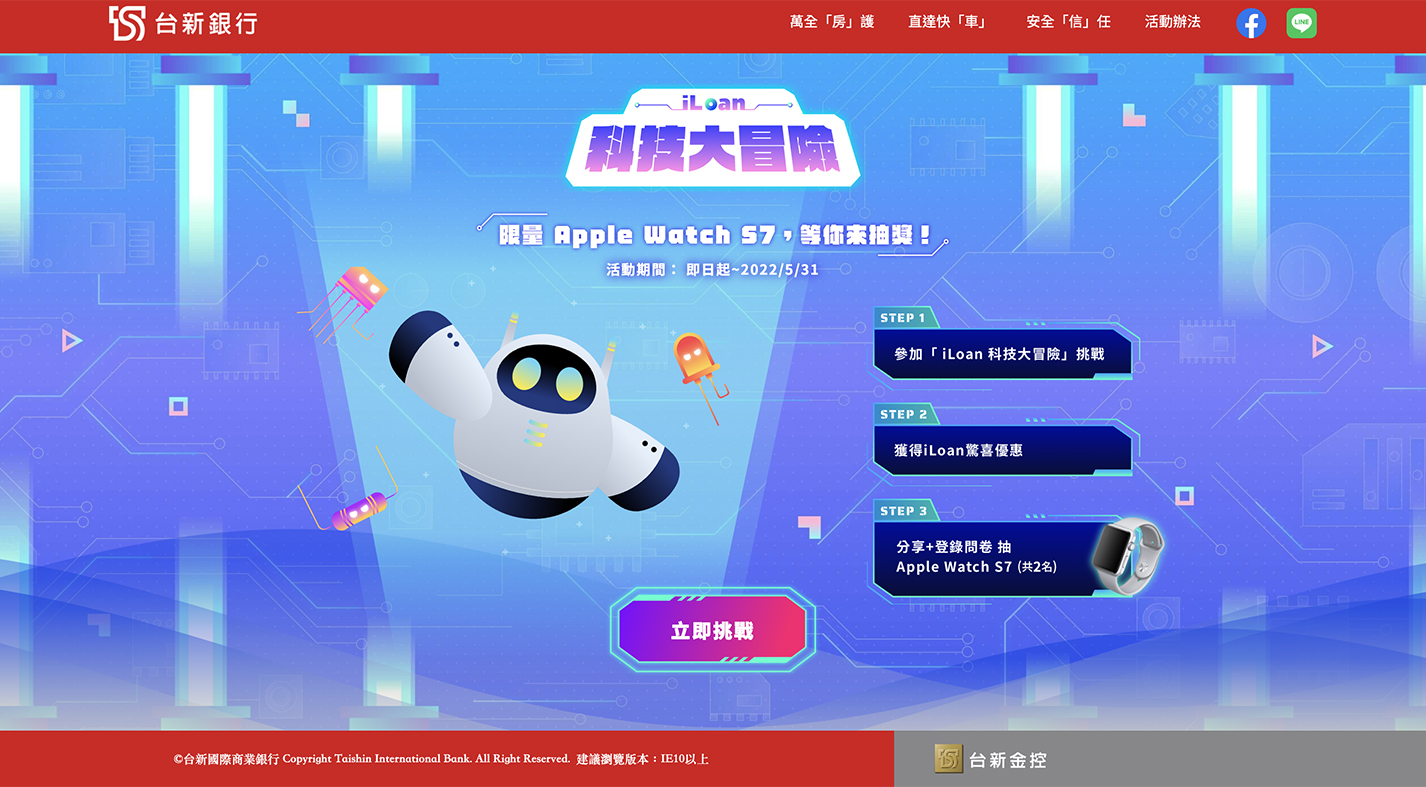 台新銀行
萬全「房」護
直達快「車」
安全「信」任
活動辦法
LINE
iLoan
科技大冒險
限量 Apple Watch S7，等你來抽獎！
活動期間： 即日起~2022/5/31
STEP 1
參加「 iLoan 科技大冒險」挑戰
STEP 2
獲得iLoan驚喜優惠
STEP 3
分享+登錄問卷 抽
Apple Watch S7 (共2名)
立即挑戰
©台新國際商業銀行 Copyright Taishin International Bank. All Right Reserved. 建議瀏覽版本：IE10以上
台新金控